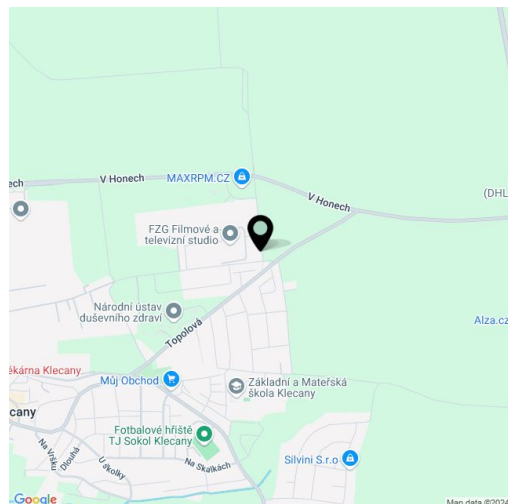 V Honech
MAXRPM.CZ
ech
V Honech
(DHL
FZG Filmové a
televizní studio
Národní ústav
duševního zdraví
Topolová
Alza.cz
ékárna Klecany
Můj Obchod
Základní a Mateřská
škola Klecany
ecany
Fotbalové hřiště
TJ Sokol Klecany
Na Vršku
Dlouhá
U školky
Na Skalkách
Silvini S.r.o
Google
Map data ©2024